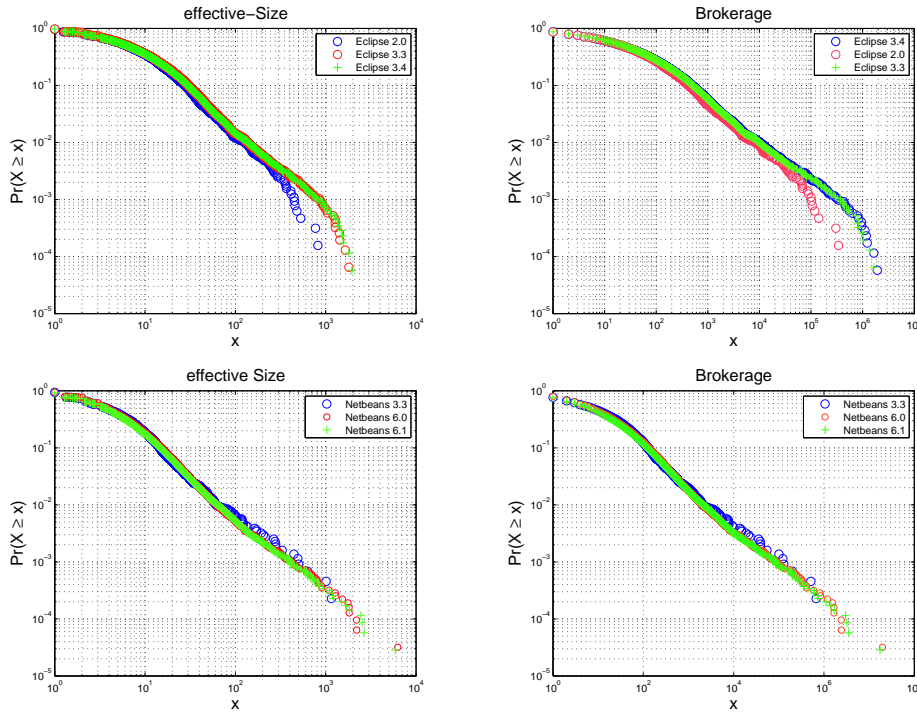 effective-Size
10⁰
10⁻¹
10⁻²
10⁻³
10⁻⁴
10⁻⁵
Pr(X ≥ x)
Eclipse 2.0
Eclipse 3.3
Eclipse 3.4
10⁰ 10¹ 10² 10³ 10⁴
x
Brokerage
10⁰
10⁻¹
10⁻²
10⁻³
10⁻⁴
10⁻⁵
Pr(X ≥ x)
Eclipse 3.4
Eclipse 2.0
Eclipse 3.3
10⁰ 10¹ 10² 10³ 10⁴ 10⁵ 10⁶ 10⁷
x
effective Size
10⁰
10⁻¹
10⁻²
10⁻³
10⁻⁴
10⁻⁵
Pr(X ≥ x)
Netbeans 3.3
Netbeans 6.0
Netbeans 6.1
10⁰ 10¹ 10² 10³ 10⁴
x
Brokerage
10⁰
10⁻¹
10⁻²
10⁻³
10⁻⁴
10⁻⁵
Pr(X ≥ x)
Netbeans 3.3
Netbeans 6.0
Netbeans 6.1
10⁰ 10² 10⁴ 10⁶ 10⁸
x